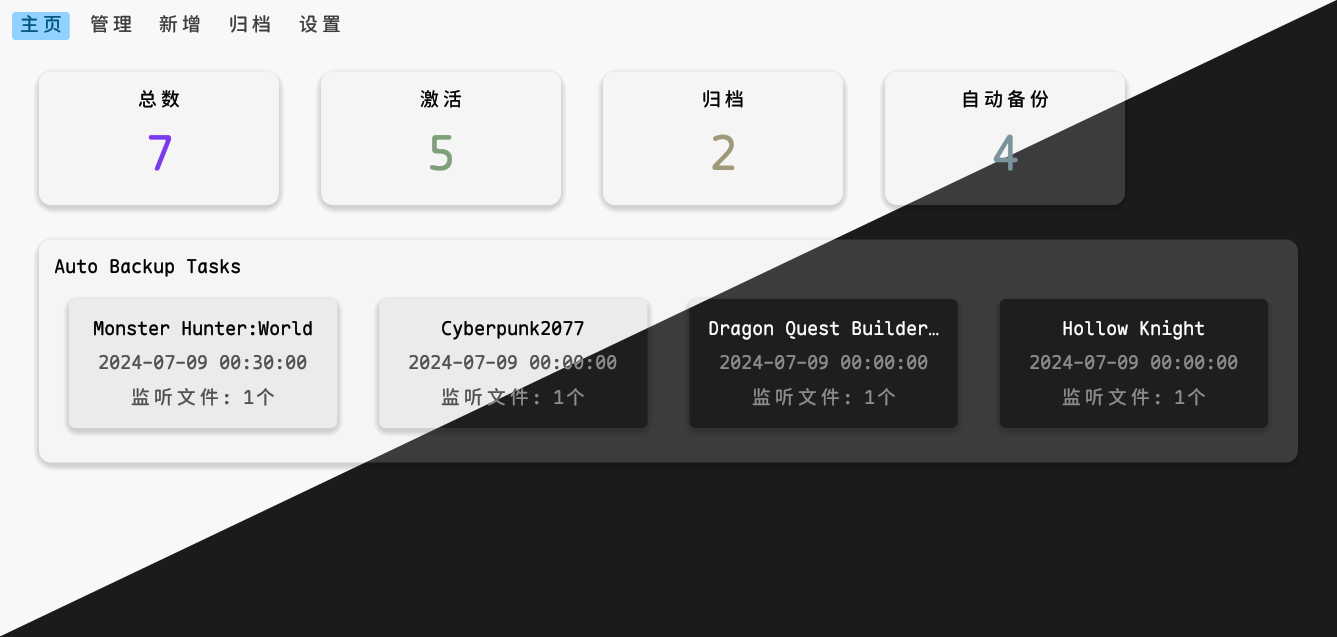 主页 管理 新增 归档 设置
总数 激活 归档 自动备份
7 5 2 4
Auto Backup Tasks
Monster Hunter:World Cyberpunk2077 Dragon Quest Builder… Hollow Knight
2024-07-09 00:30:00 2024-07-09 00:00:00 2024-07-09 00:00:00 2024-07-09 00:00:00
监听文件: 1个 监听文件: 1个 监听文件: 1个 监听文件: 1个